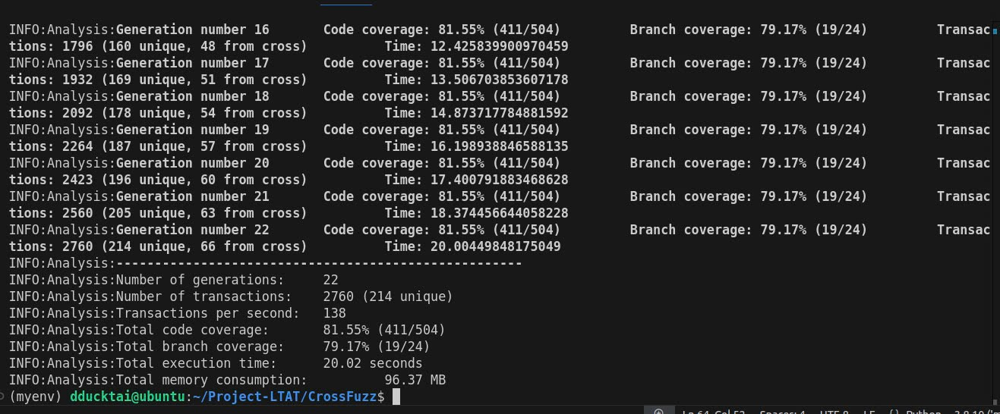 INFO:Analysis:Generation number 16 Code coverage: 81.55% (411/504) Branch coverage: 79.17% (19/24) Transac
tions: 1796 (160 unique, 48 from cross) Time: 12.425839900970459
INFO:Analysis:Generation number 17 Code coverage: 81.55% (411/504) Branch coverage: 79.17% (19/24) Transac
tions: 1932 (169 unique, 51 from cross) Time: 13.506703853607178
INFO:Analysis:Generation number 18 Code coverage: 81.55% (411/504) Branch coverage: 79.17% (19/24) Transac
tions: 2092 (178 unique, 54 from cross) Time: 14.873717784881592
INFO:Analysis:Generation number 19 Code coverage: 81.55% (411/504) Branch coverage: 79.17% (19/24) Transac
tions: 2264 (187 unique, 57 from cross) Time: 16.198938846588135
INFO:Analysis:Generation number 20 Code coverage: 81.55% (411/504) Branch coverage: 79.17% (19/24) Transac
tions: 2423 (196 unique, 60 from cross) Time: 17.400791883468628
INFO:Analysis:Generation number 21 Code coverage: 81.55% (411/504) Branch coverage: 79.17% (19/24) Transac
tions: 2560 (205 unique, 63 from cross) Time: 18.374456644058228
INFO:Analysis:Generation number 22 Code coverage: 81.55% (411/504) Branch coverage: 79.17% (19/24) Transac
tions: 2760 (214 unique, 66 from cross) Time: 20.00449848175049
INFO:Analysis:-----------------------------------------------------
INFO:Analysis:Number of generations: 22
INFO:Analysis:Number of transactions: 2760 (214 unique)
INFO:Analysis:Transactions per second: 138
INFO:Analysis:Total code coverage: 81.55% (411/504)
INFO:Analysis:Total branch coverage: 79.17% (19/24)
INFO:Analysis:Total execution time: 20.02 seconds
INFO:Analysis:Total memory consumption: 96.37 MB
(myenv) dducktai@ubuntu:~/Project-LTAT/CrossFuzz$
Ln 64, Col 52 Spaces: 4 UTF-8 LF Python